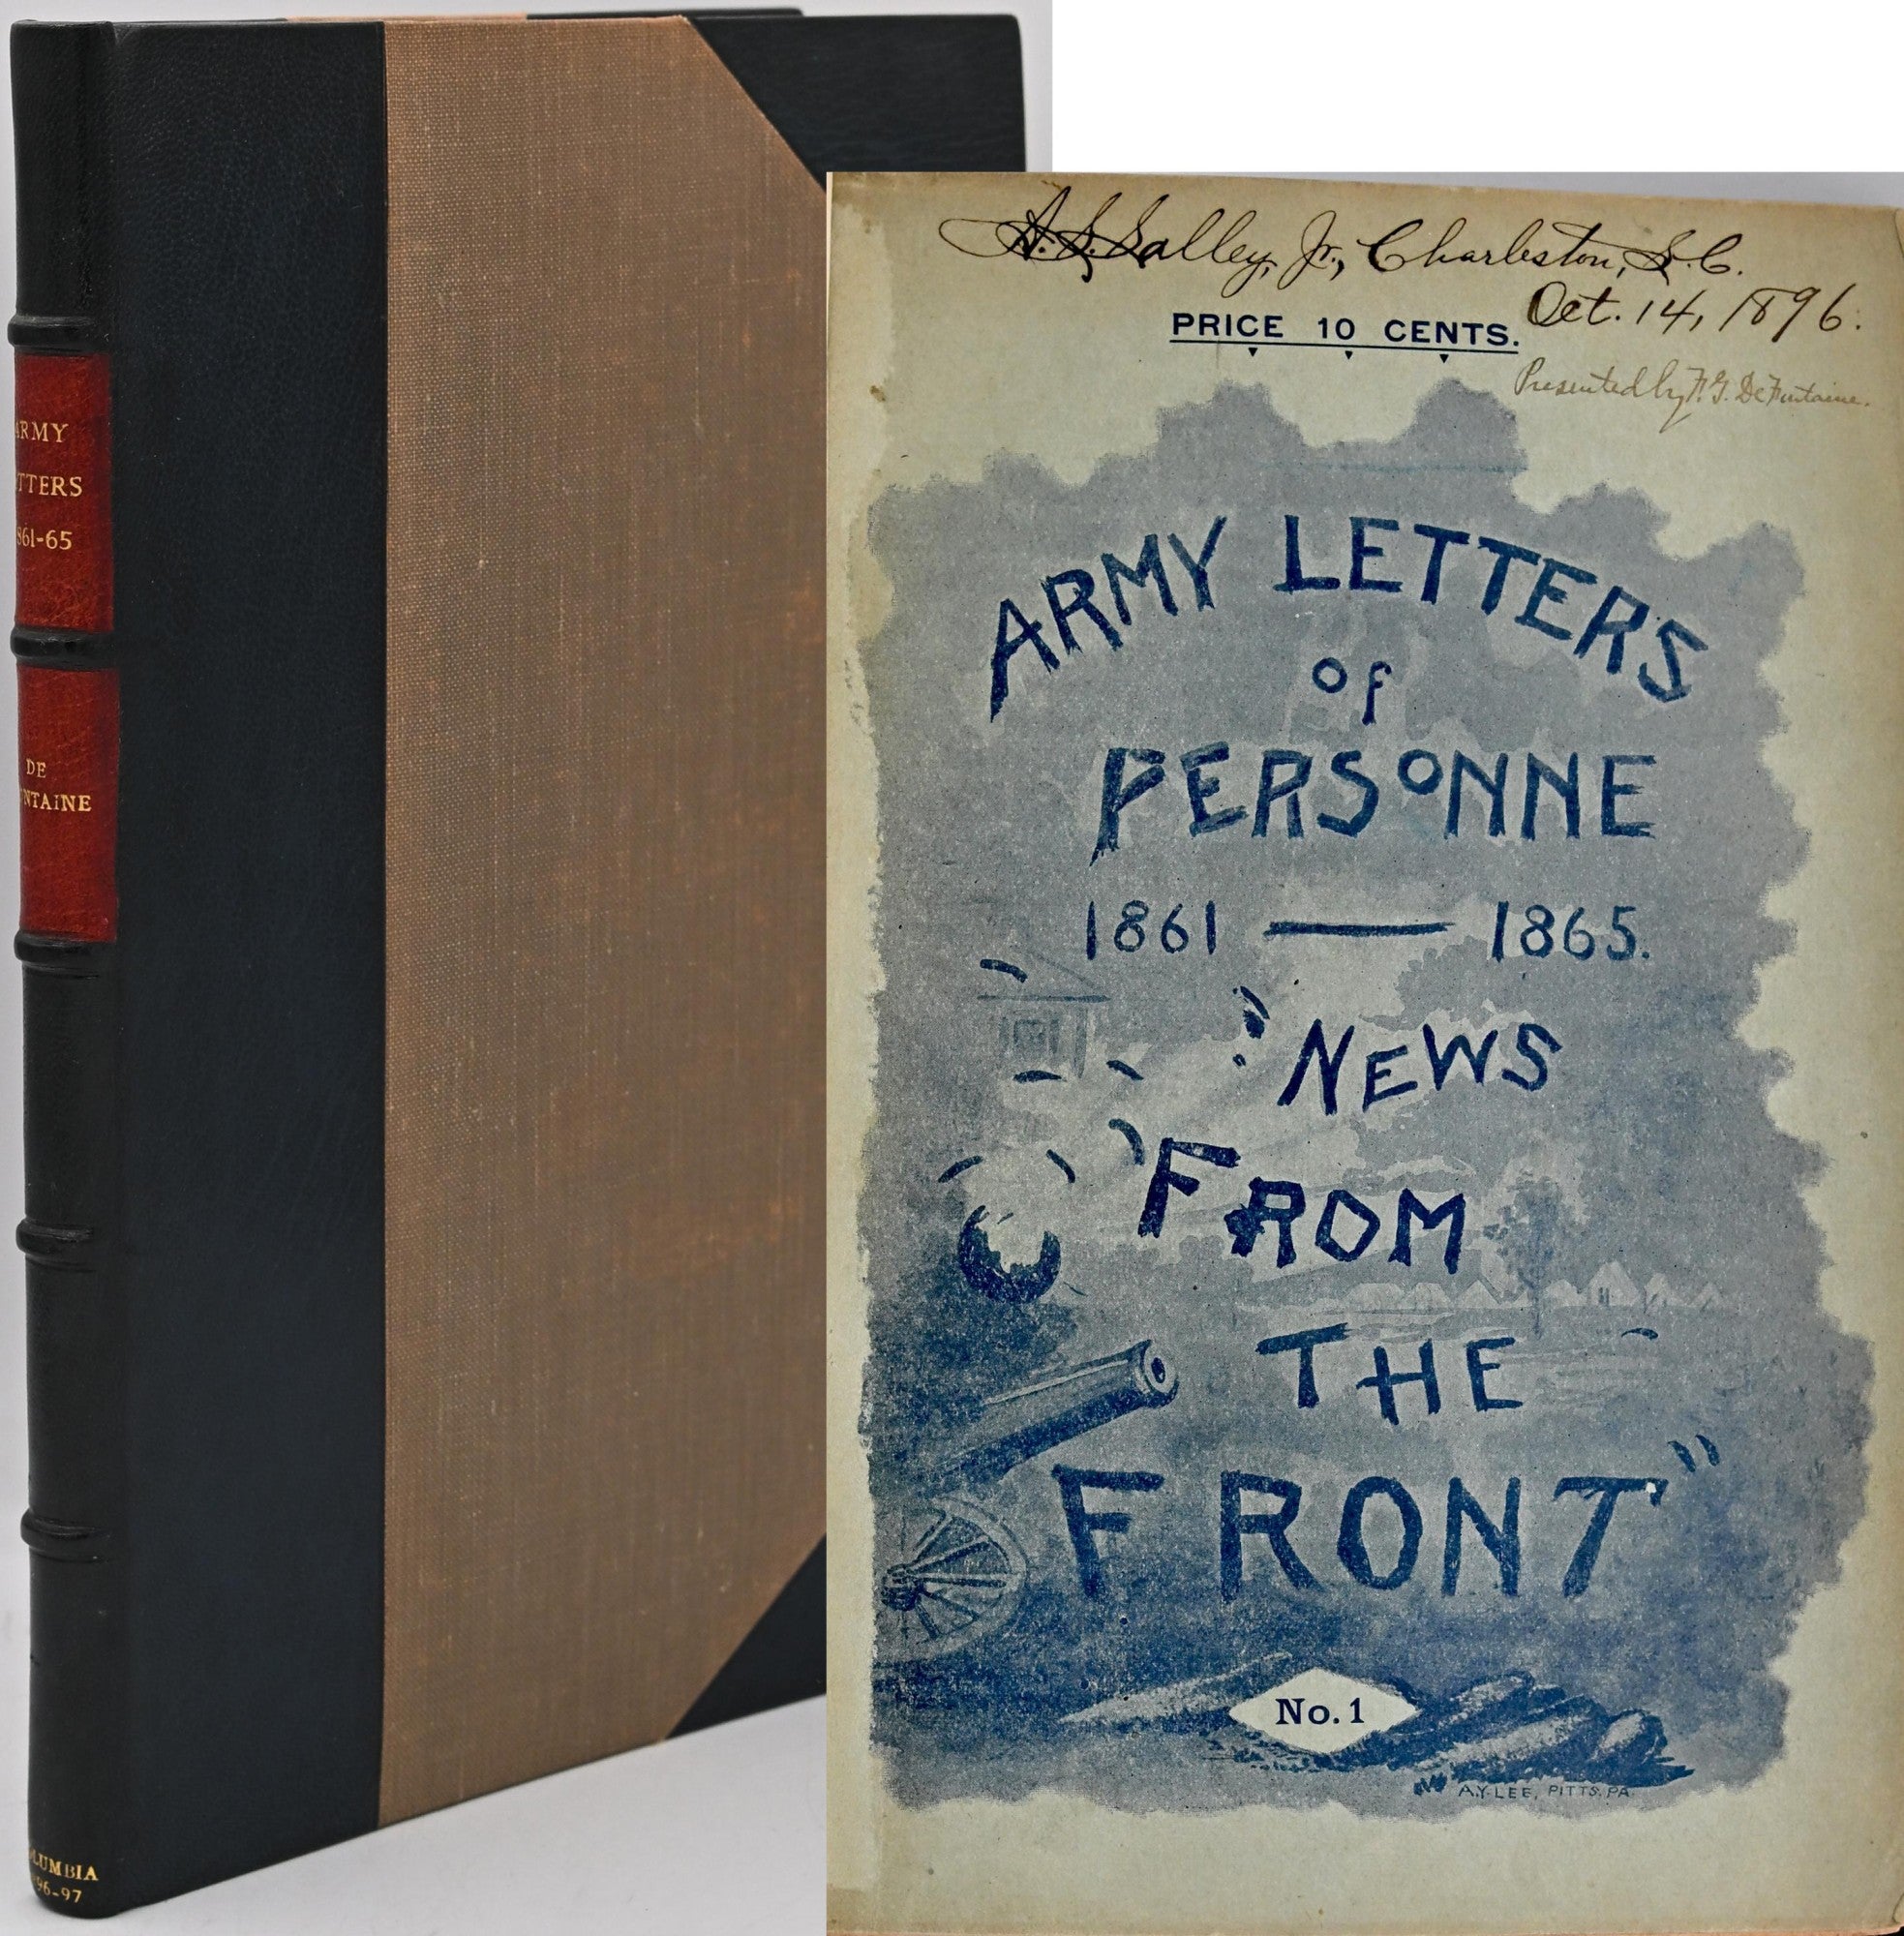 ARMY
TTERS
861-65
DE
NTAINE
LUMBIA
96-97
A. S. Salley, Jr., Charleston, S.C.
Oct. 14, 1896.
PRICE 10 CENTS.
Presented by F. G. DeFontaine.
ARMY LETTERS
OF
PERSONNE
1861 — 1865.
"NEWS
FROM
THE
FRONT"
No. 1
A.Y. LEE, PITTS, PA